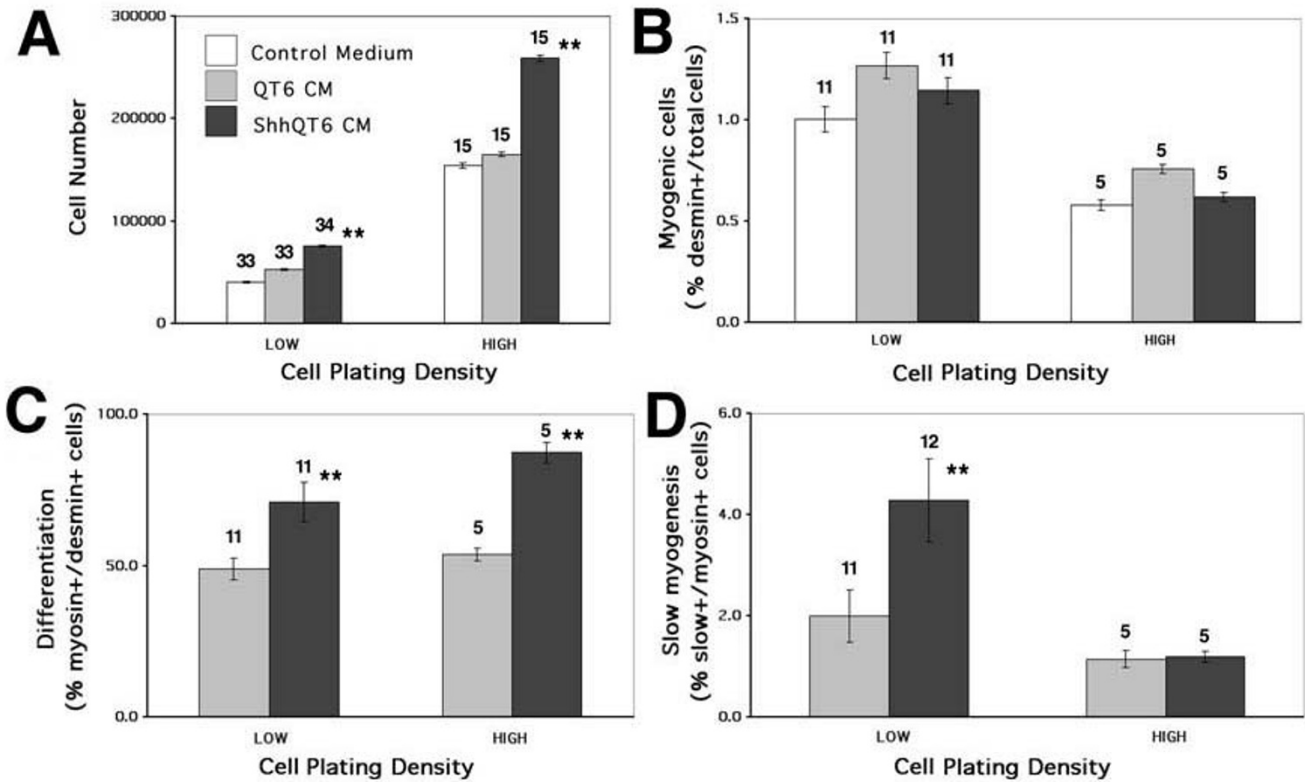 A
Cell Number
300000
200000
100000
0
Control Medium
QT6 CM
ShhQT6 CM
33
33
34
**
15
15
15
**
LOW
HIGH
Cell Plating Density
B
Myogenic cells
( % desmin+/total cells)
1.5
1.0
0.5
0.0
11
11
11
5
5
5
LOW
HIGH
Cell Plating Density
C
Differentiation
(% myosin+/desmin+ cells)
100.0
50.0
0.0
11
11
**
5
5
**
LOW
HIGH
Cell Plating Density
D
Slow myogenesis
(% slow+/myosin+ cells)
6.0
4.0
2.0
0.0
11
12
**
5
5
LOW
HIGH
Cell Plating Density